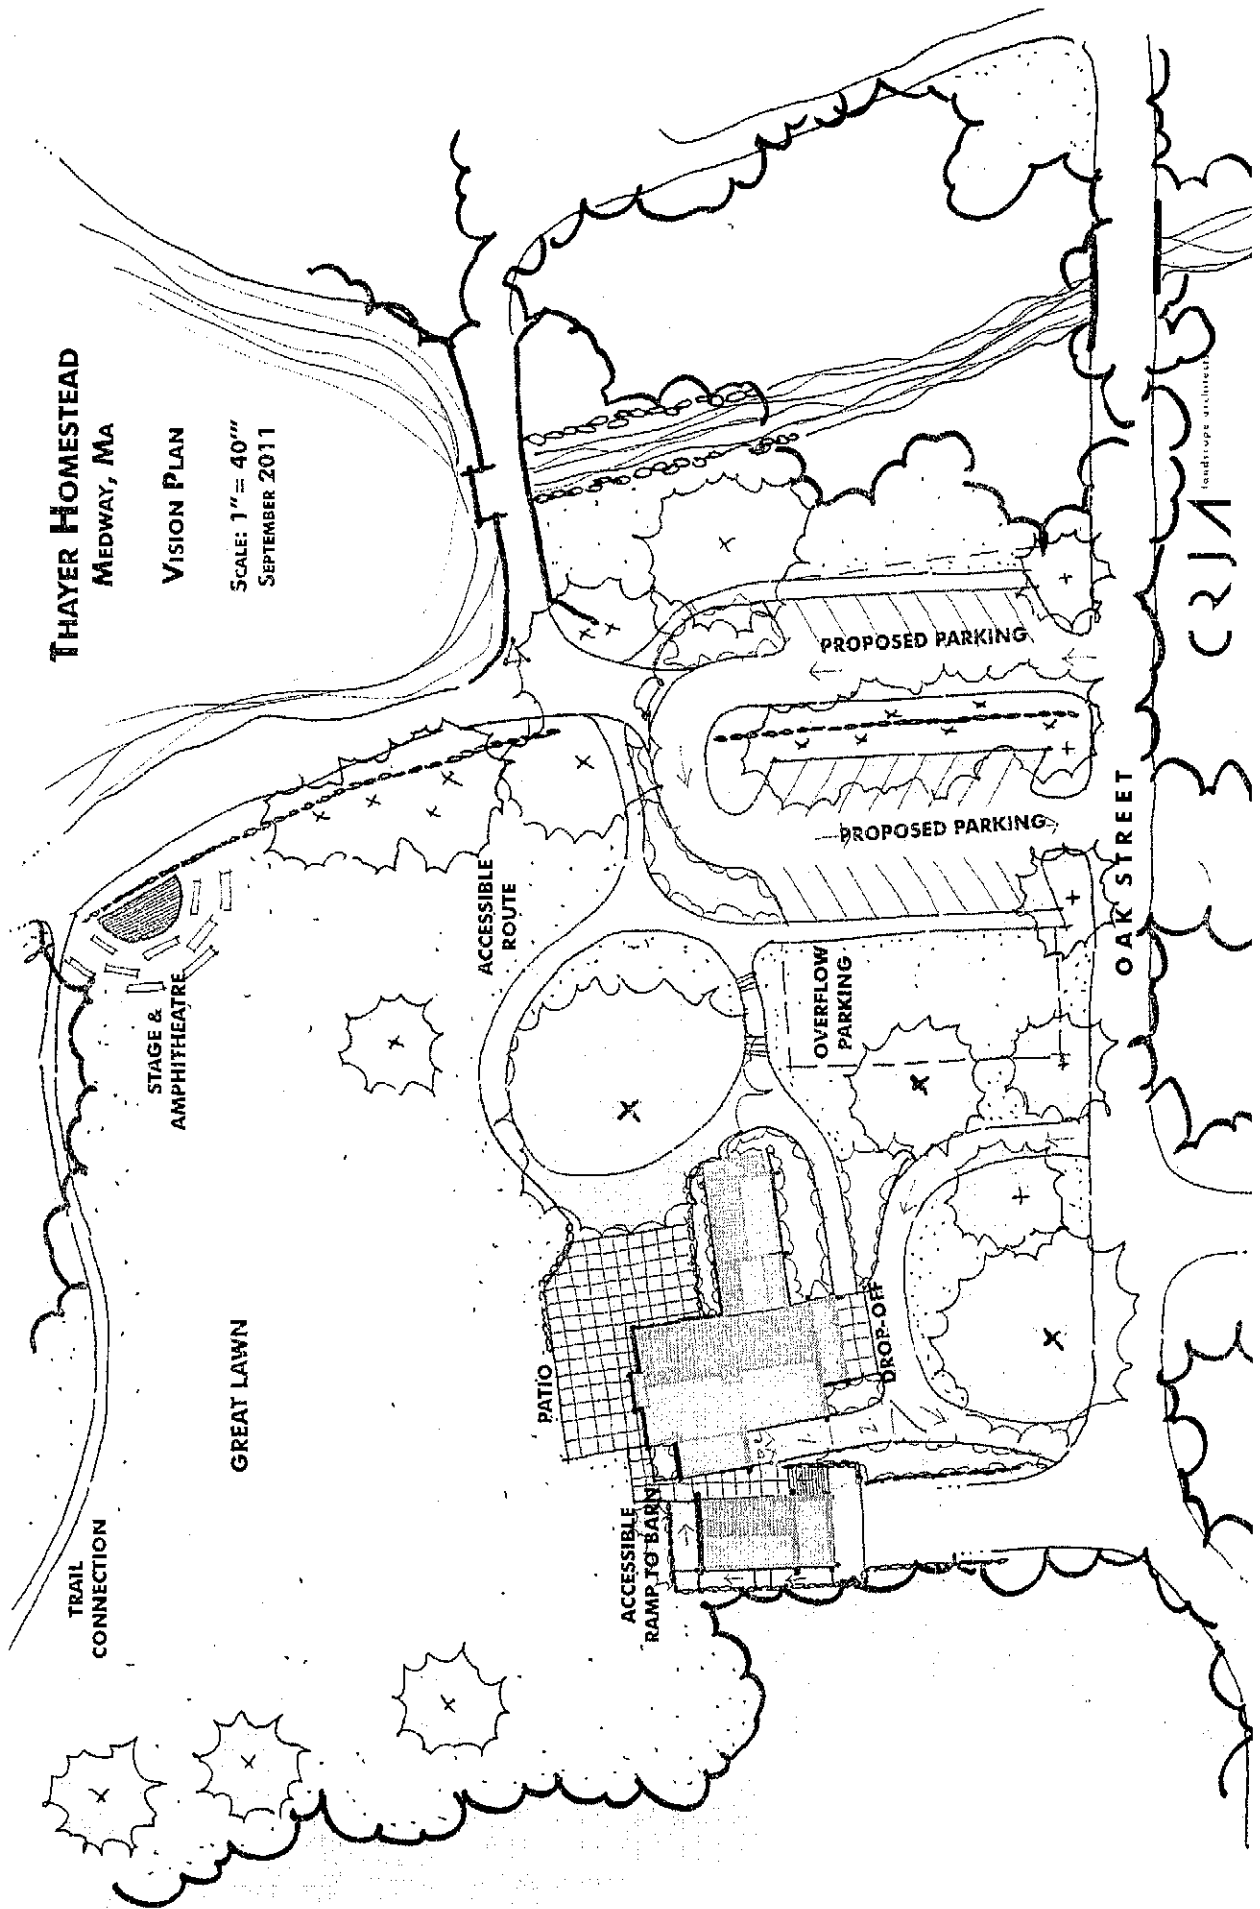 THAYER HOMESTEAD
MEDWAY, MA
VISION PLAN
SCALE: 1" = 40'"
SEPTEMBER 2011
TRAIL
CONNECTION
GREAT LAWN
STAGE &
AMPHITHEATRE
ACCESSIBLE
ROUTE
PATIO
ACCESSIBLE
RAMP TO BARN
DROP-OFF
OVERFLOW
PARKING
PROPOSED PARKING
PROPOSED PARKING
OAK STREET
CRJA
landscape architects